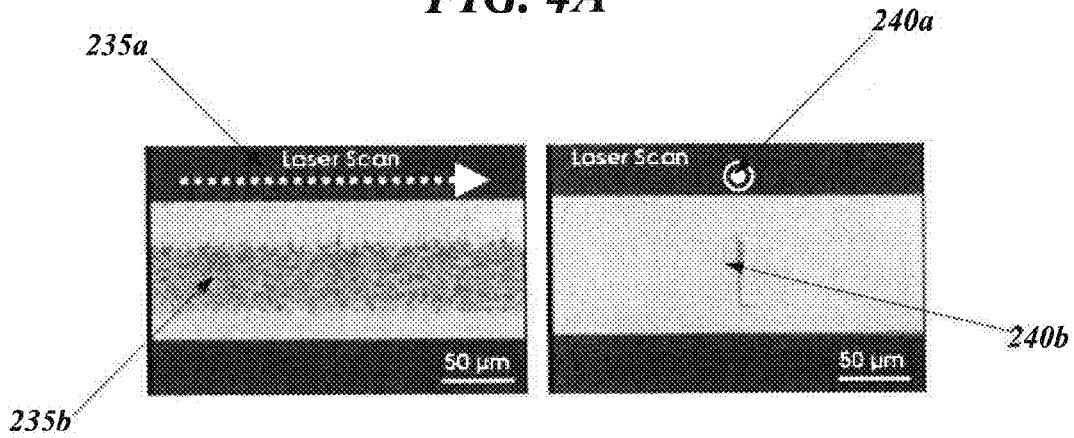 FIG. 4A
240a
235a
Laser Scan
Laser Scan
50 µm
50 µm
240b
235b